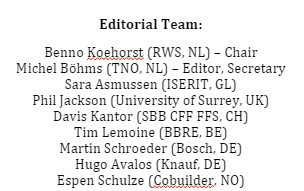 Editorial Team:
Benno Koehorst (RWS, NL) – Chair
Michel Böhms (TNO, NL) – Editor, Secretary
Sara Asmussen (ISERIT, GL)
Phil Jackson (University of Surrey, UK)
Davis Kantor (SBB CFF FFS, CH)
Tim Lemoine (BBRE, BE)
Martin Schroeder (Bosch, DE)
Hugo Avalos (Knauf, DE)
Espen Schulze (Cobuilder, NO)